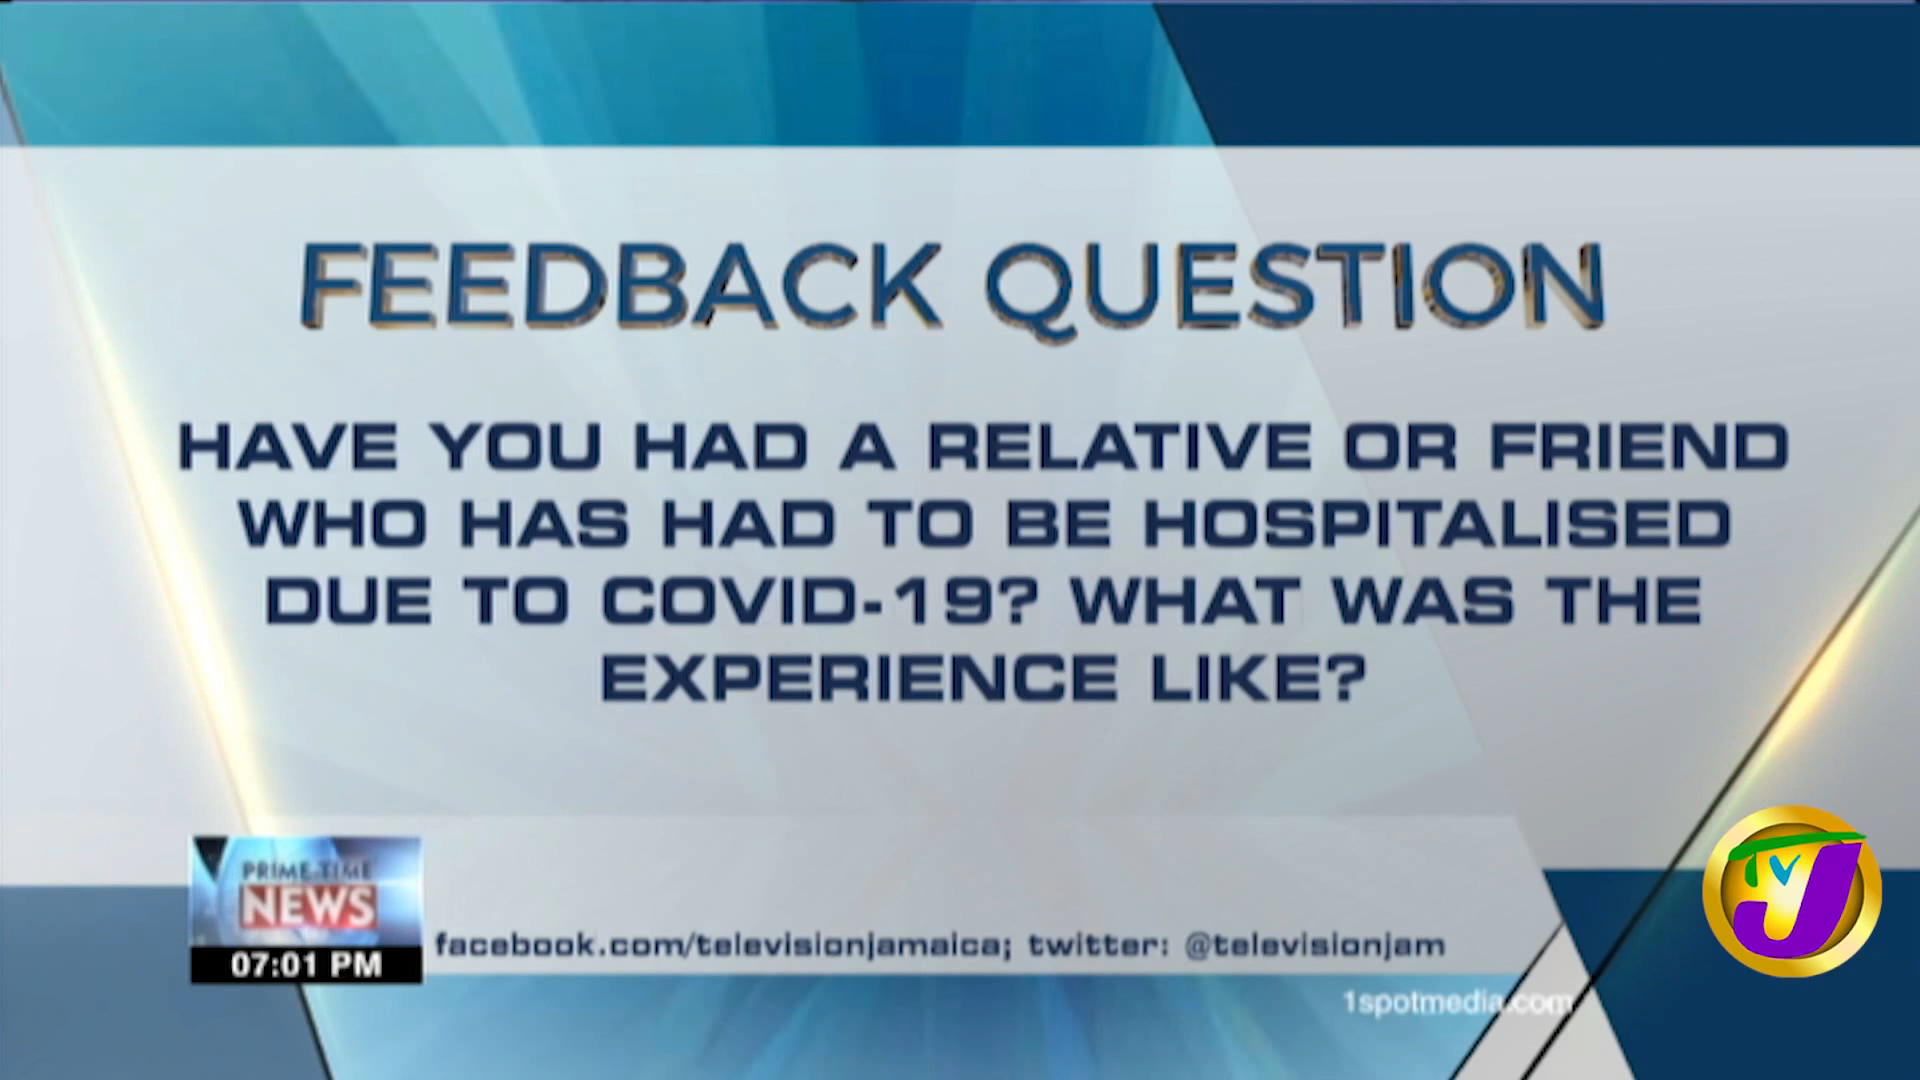 FEEDBACK QUESTION
HAVE YOU HAD A RELATIVE OR FRIEND
WHO HAS HAD TO BE HOSPITALISED
DUE TO COVID-19? WHAT WAS THE
EXPERIENCE LIKE?
PRIME TIME
NEWS
07:01 PM
facebook.com/televisionjamaica; twitter: @televisionjam
TVJ
1spotmedia.com